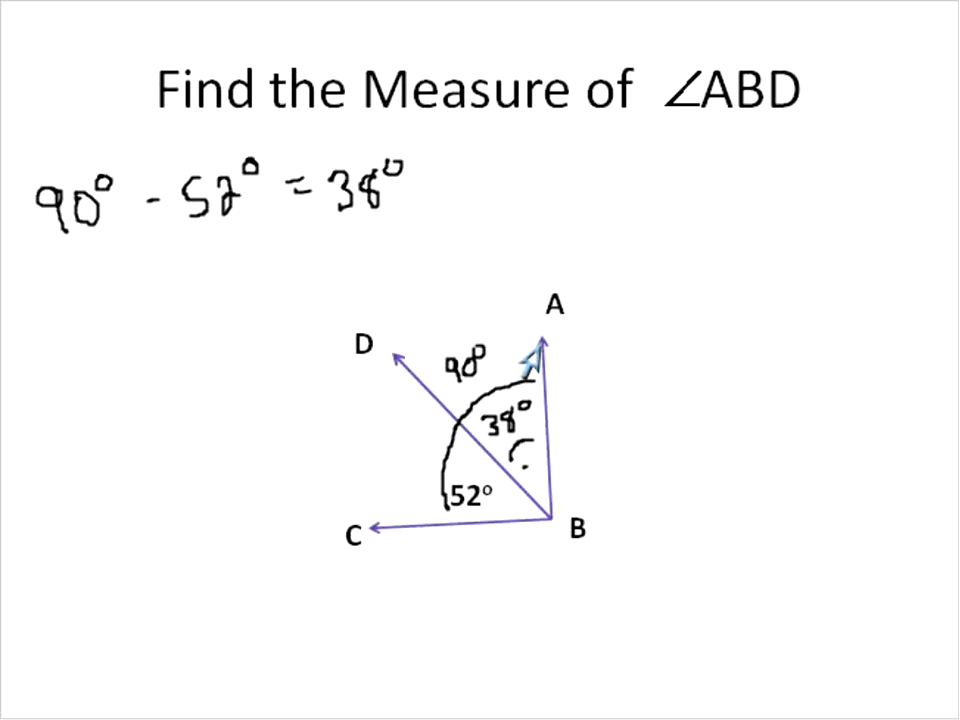 Find the Measure of ∠ABD
90° - 52° = 38°
A
D
90°
38°
?
52°
C
B